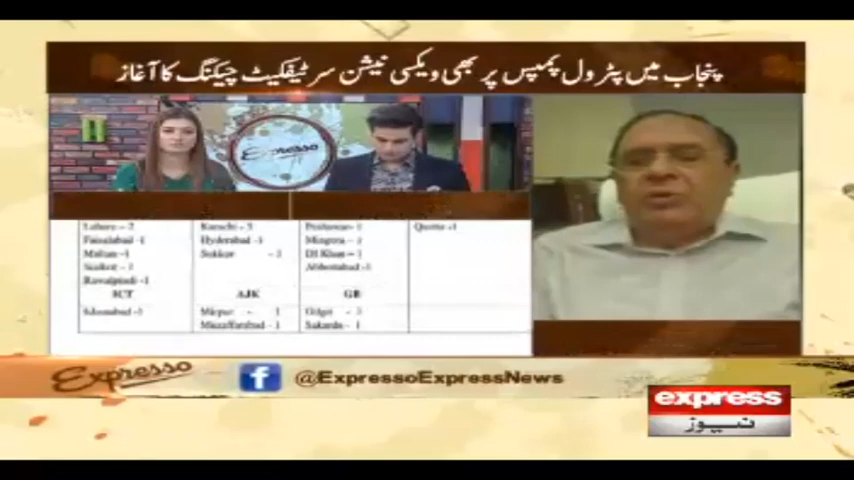 پنجاب میں پٹرول پمپس پر بھی ویکسی نیشن سرٹیفکیٹ چیکنگ کا آغاز
Expresso
Lahore - 2
Faisalabad -1
Multan -1
Sialkot - 1
Rawalpindi -1
ICT
Islamabad -1
Karachi - 3
Hyderabad -1
Sukkur - 1
AJK
Mirpur - 1
Muzaffarabad - 1
Peshawar- 1
Mingora - 1
DI Khan - 1
Abbottabad -1
GB
Gilgit - 1
Sakardu - 1
Quetta -1
Expresso
f @ExpressoExpressNews
express
نیوز